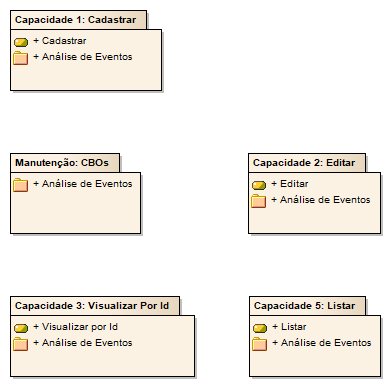 Capacidade 1: Cadastrar
+ Cadastrar
+ Análise de Eventos
Manutenção: CBOs
+ Análise de Eventos
Capacidade 2: Editar
+ Editar
+ Análise de Eventos
Capacidade 3: Visualizar Por Id
+ Visualizar por Id
+ Análise de Eventos
Capacidade 5: Listar
+ Listar
+ Análise de Eventos